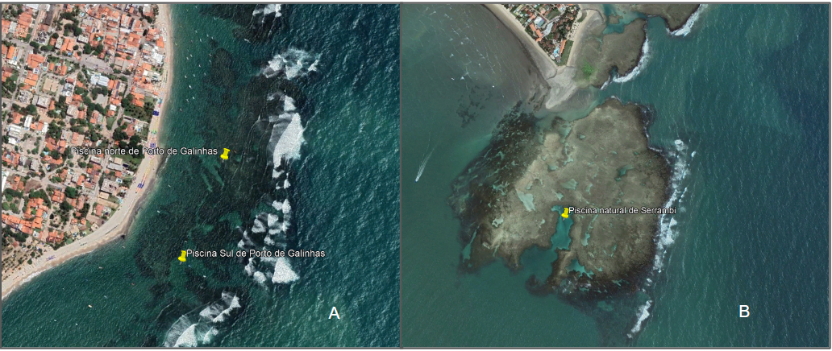 Piscina norte de Porto de Galinhas
Piscina Sul de Porto de Galinhas
A
Piscina natural de Serrambi
B